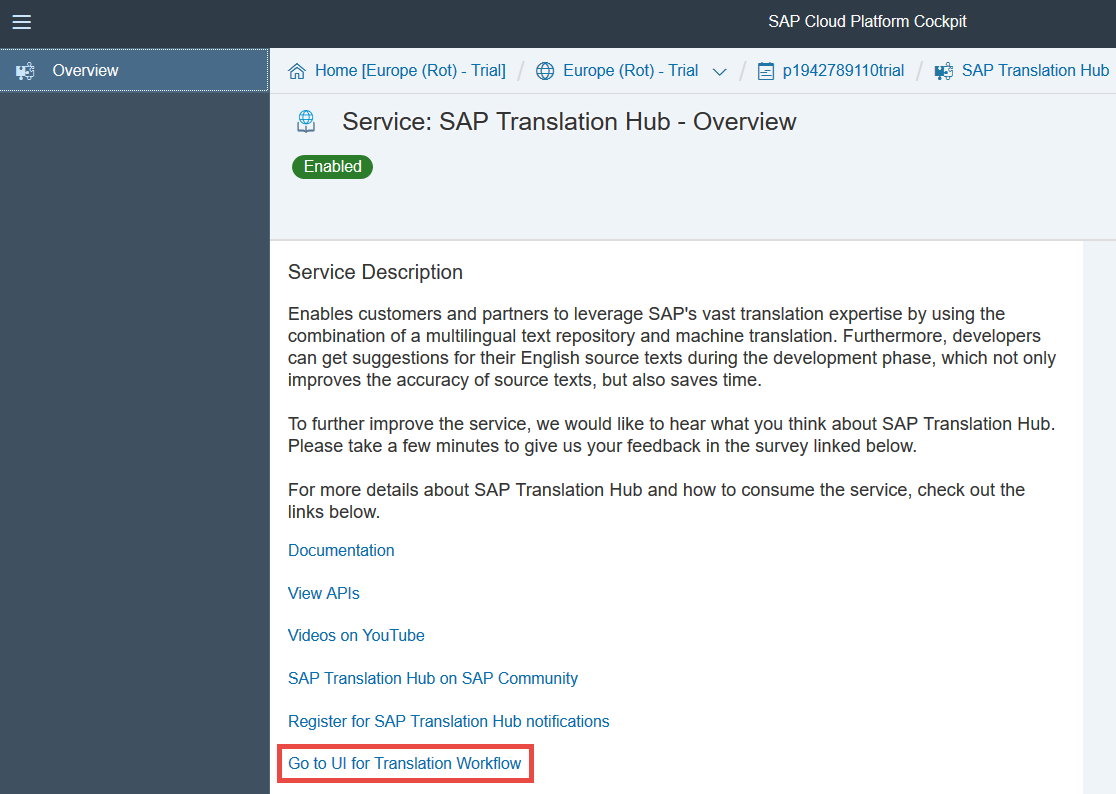 SAP Cloud Platform Cockpit
Overview
Home [Europe (Rot) - Trial] / Europe (Rot) - Trial / p1942789110trial / SAP Translation Hub
Service: SAP Translation Hub - Overview
Enabled
Service Description
Enables customers and partners to leverage SAP's vast translation expertise by using the
combination of a multilingual text repository and machine translation. Furthermore, developers
can get suggestions for their English source texts during the development phase, which not only
improves the accuracy of source texts, but also saves time.
To further improve the service, we would like to hear what you think about SAP Translation Hub.
Please take a few minutes to give us your feedback in the survey linked below.
For more details about SAP Translation Hub and how to consume the service, check out the
links below.
Documentation
View APIs
Videos on YouTube
SAP Translation Hub on SAP Community
Register for SAP Translation Hub notifications
Go to UI for Translation Workflow